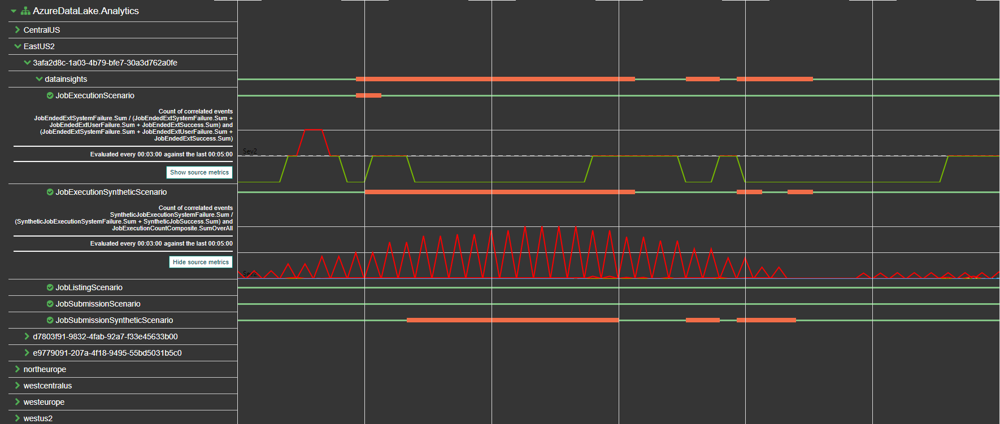 AzureDataLake.Analytics
CentralUS
EastUS2
3afa2d8c-1a03-4b79-bfe7-30a3d762a0fe
datainsights
JobExecutionScenario
Count of correlated events
JobEndedExtSystemFailure.Sum / (JobEndedExtSystemFailure.Sum +
JobEndedExtUserFailure.Sum + JobEndedExtSuccess.Sum) and
(JobEndedExtSystemFailure.Sum + JobEndedExtUserFailure.Sum +
JobEndedExtSuccess.Sum)
Sev2
Evaluated every 00:03:00 against the last 00:05:00
Show source metrics
JobExecutionSyntheticScenario
Count of correlated events
SyntheticJobExecutionSystemFailure.Sum /
(SyntheticJobExecutionSystemFailure.Sum + SyntheticJobSuccess.Sum) and
JobExecutionCountComposite.SumOverAll
Evaluated every 00:03:00 against the last 00:05:00
Hide source metrics
Sev2
JobListingScenario
JobSubmissionScenario
JobSubmissionSyntheticScenario
d7803f91-9832-4fab-92a7-f33e45633b00
e9779091-207a-4f18-9495-55bd5031b5c0
northeurope
westcentralus
westeurope
westus2